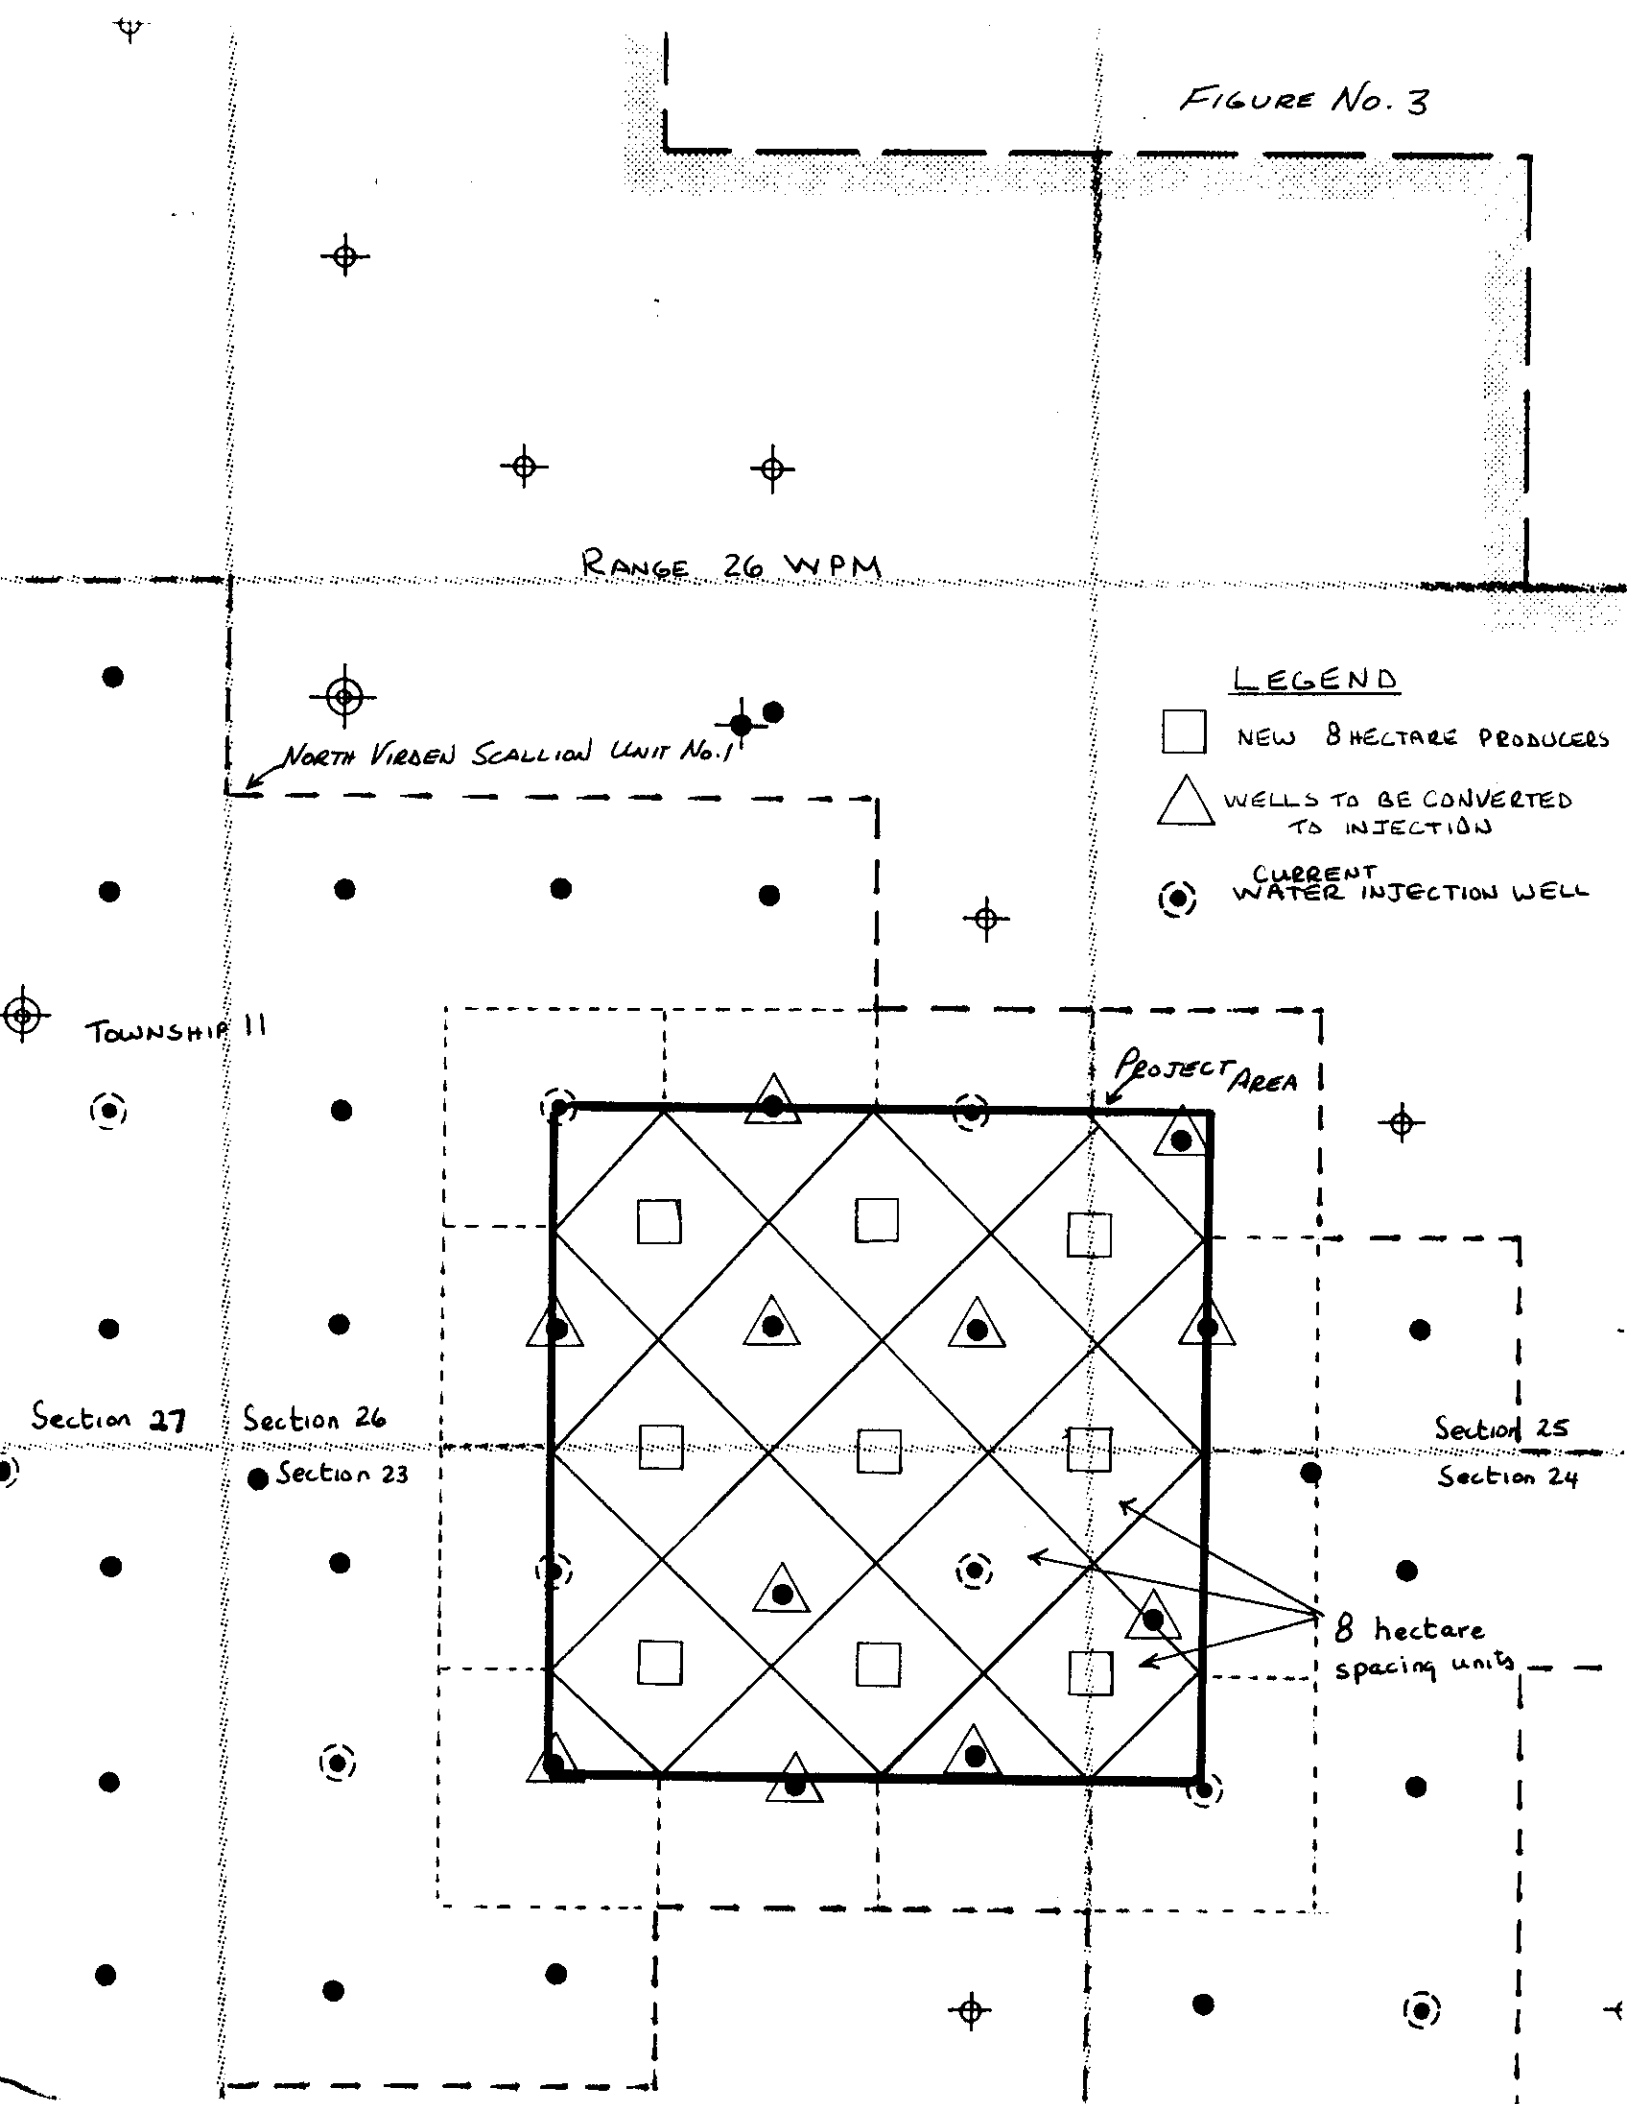 FIGURE No. 3
RANGE 26 WPM
LEGEND
NEW 8 HECTARE PRODUCERS
WELLS TO BE CONVERTED
TO INJECTION
CURRENT
WATER INJECTION WELL
NORTH VIRDEN SCALLION UNIT No.1
TOWNSHIP 11
PROJECT AREA
Section 27
Section 26
Section 25
Section 23
Section 24
8 hectare
spacing units